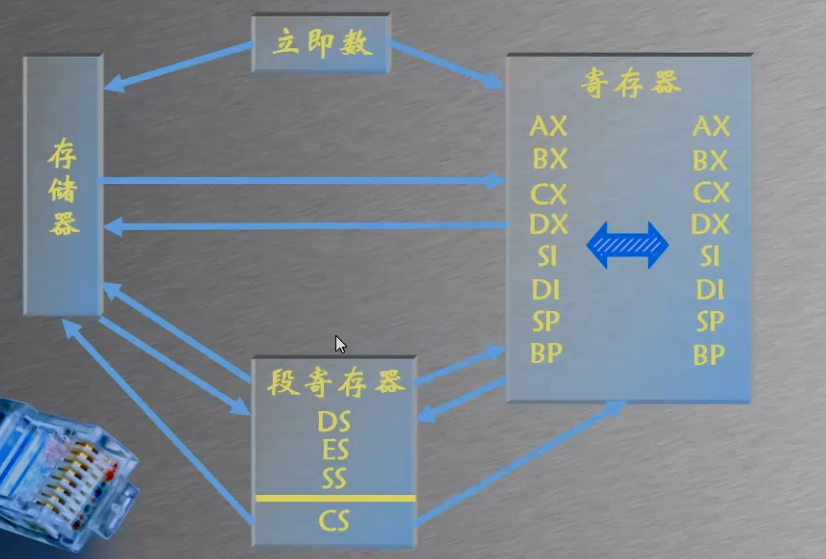 立即数
存储器
寄存器
AX AX
BX BX
CX CX
DX DX
SI SI
DI DI
SP SP
BP BP
段寄存器
DS
ES
SS
CS